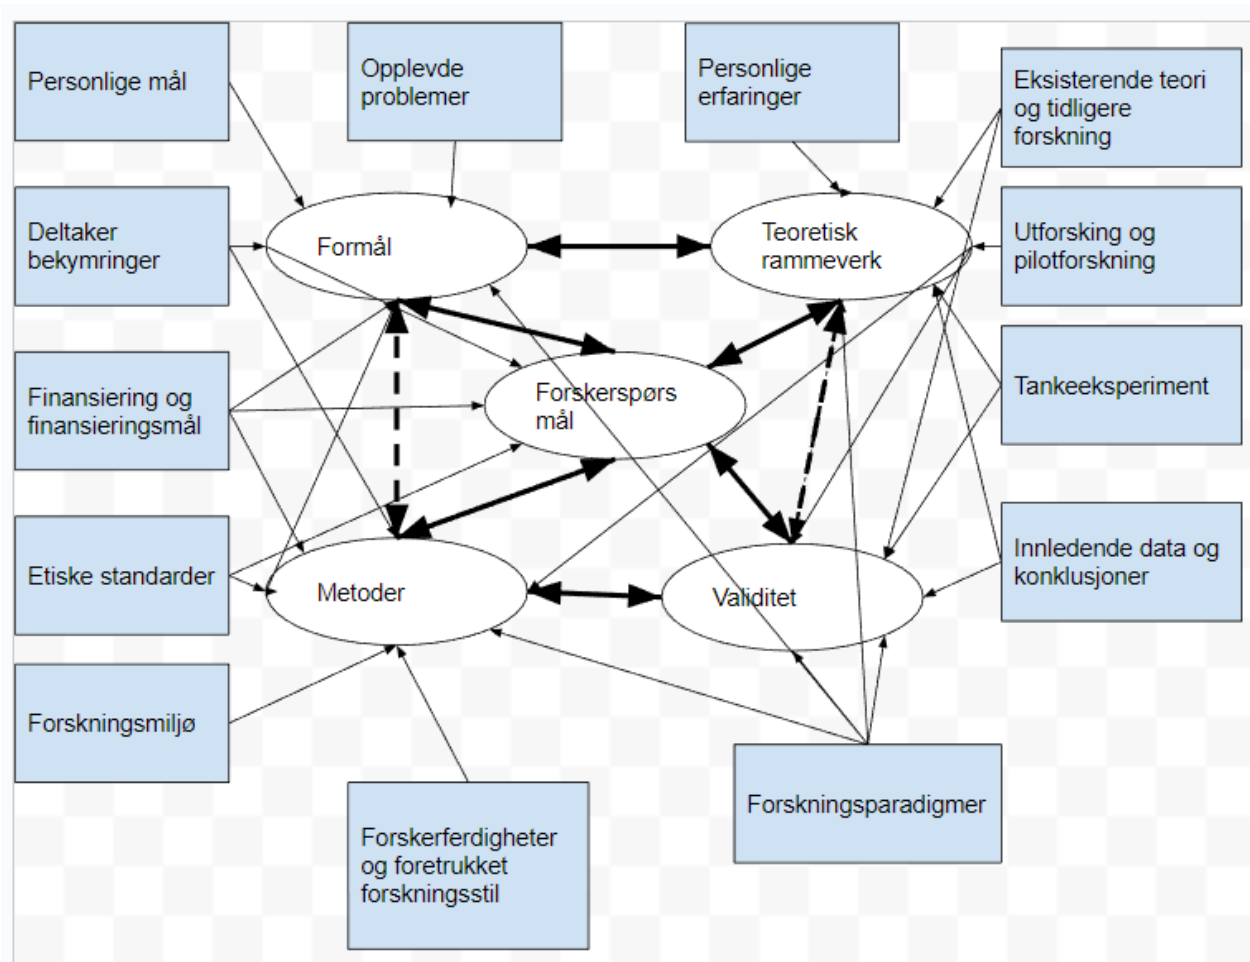 Personlige mål
Opplevde
problemer
Personlige
erfaringer
Eksisterende teori
og tidligere
forskning
Deltaker
bekymringer
Formål
Teoretisk
rammeverk
Utforsking og
pilotforskning
Finansiering og
finansieringsmål
Forskerspørs
mål
Tankeeksperiment
Etiske standarder
Metoder
Validitet
Innledende data og
konklusjoner
Forskningsmiljø
Forskerferdigheter
og foretrukket
forskningsstil
Forskningsparadigmer